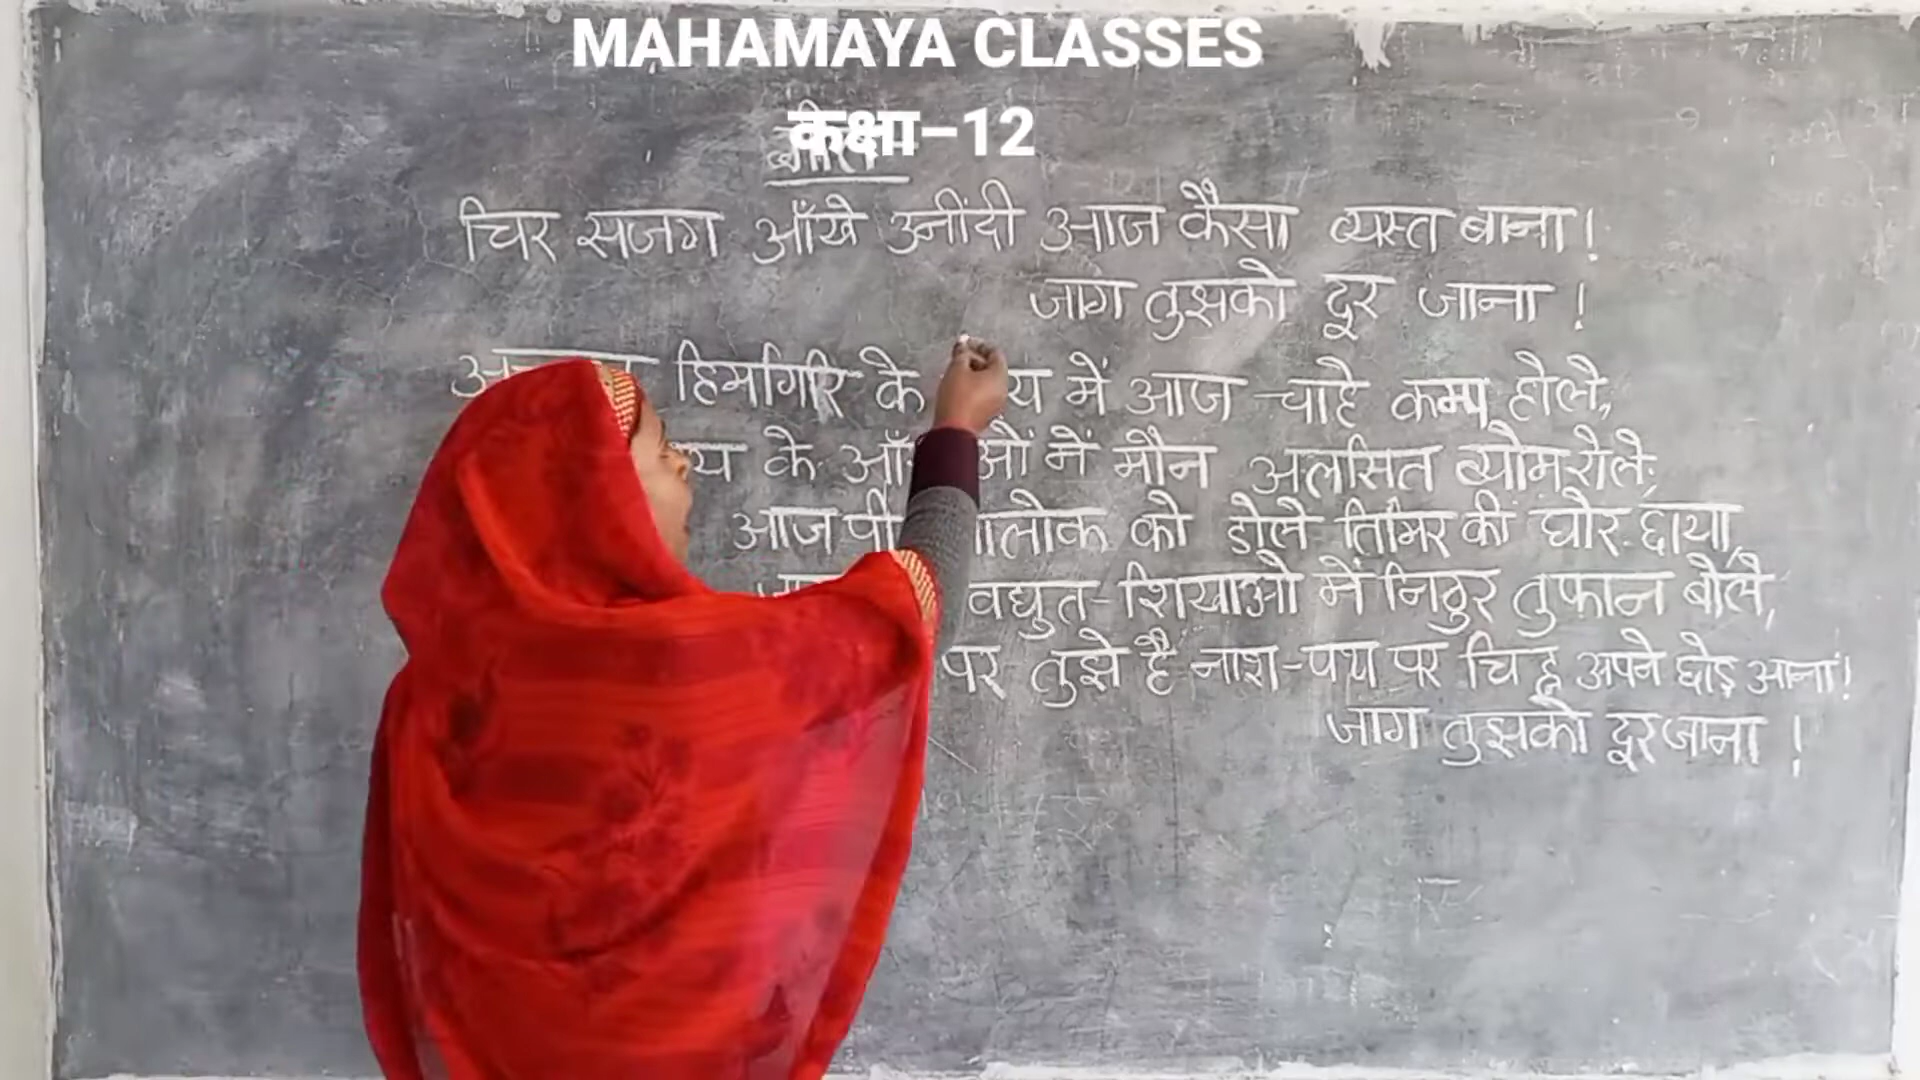 MAHAMAYA CLASSES
कक्षा–12
गीत
चिर सजग आँखे उनींदी आज कैसा व्यस्त बाना!
जाग तुझको दूर जाना!
हिमगिरि के में आज चाहे कम्प होले,
के में मौन अलसित व्योम रोले;
आज पी को डोले तिमिर की घोर छाया,
शिखाओ में निठुर तुफान बोले,
पर तुझे है नाश-पथ पर चिह्न अपने छोड़ आना!
जाग तुझको दूर जाना!